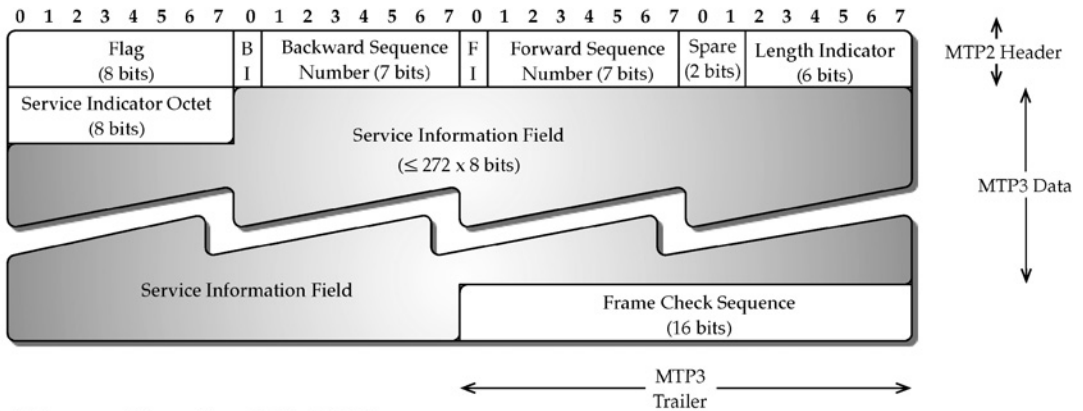 0 1 2 3 4 5 6 7 0 1 2 3 4 5 6 7 0 1 2 3 4 5 6 7 0 1 2 3 4 5 6 7
Flag
(8 bits)
B
I
Backward Sequence
Number (7 bits)
F
I
Forward Sequence
Number (7 bits)
Spare
(2 bits)
Length Indicator
(6 bits)
MTP2 Header
Service Indicator Octet
(8 bits)
Service Information Field
(≤ 272 x 8 bits)
MTP3 Data
Service Information Field
Frame Check Sequence
(16 bits)
MTP3
Trailer